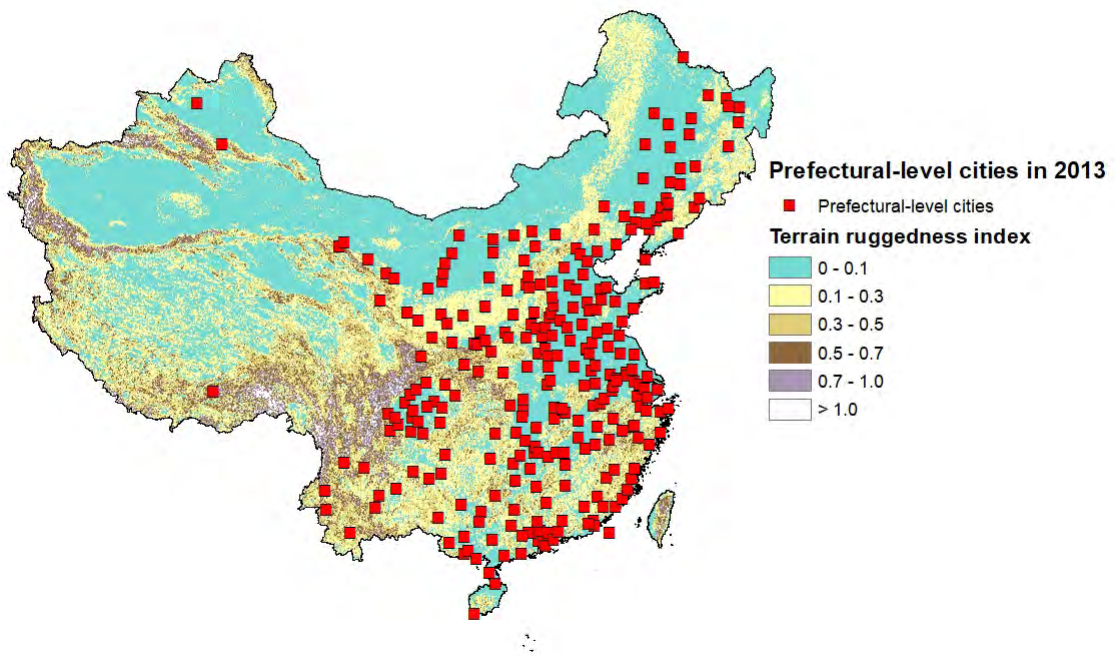 Prefectural-level cities in 2013
Prefectural-level cities
Terrain ruggedness index
0 - 0.1
0.1 - 0.3
0.3 - 0.5
0.5 - 0.7
0.7 - 1.0
> 1.0